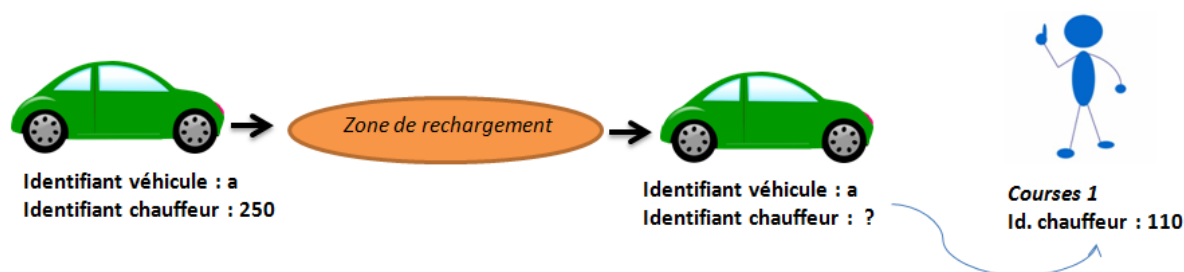 Zone de rechargement
Identifiant véhicule : a
Identifiant chauffeur : 250
Identifiant véhicule : a
Identifiant chauffeur :  ?
Courses 1
Id. chauffeur : 110